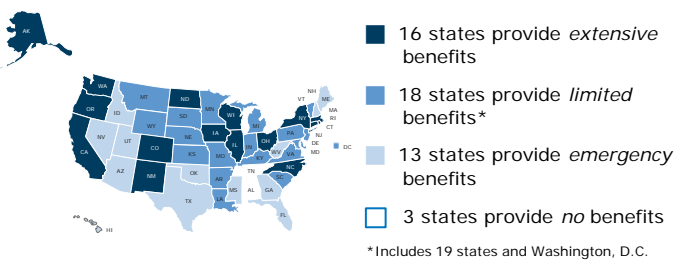 AK
16 states provide extensive
benefits
18 states provide limited
benefits*
13 states provide emergency
benefits
3 states provide no benefits
*Includes 19 states and Washington, D.C.
WA
OR
CA
ID
NV
UT
AZ
MT
WY
CO
NM
ND
SD
NE
KS
OK
TX
MN
IA
MO
AR
LA
WI
IL
MI
IN
OH
KY
TN
MS
AL
GA
FL
SC
NC
VA
WV
PA
NY
VT
NH
ME
MA
RI
CT
NJ
DE
MD
DC
HI